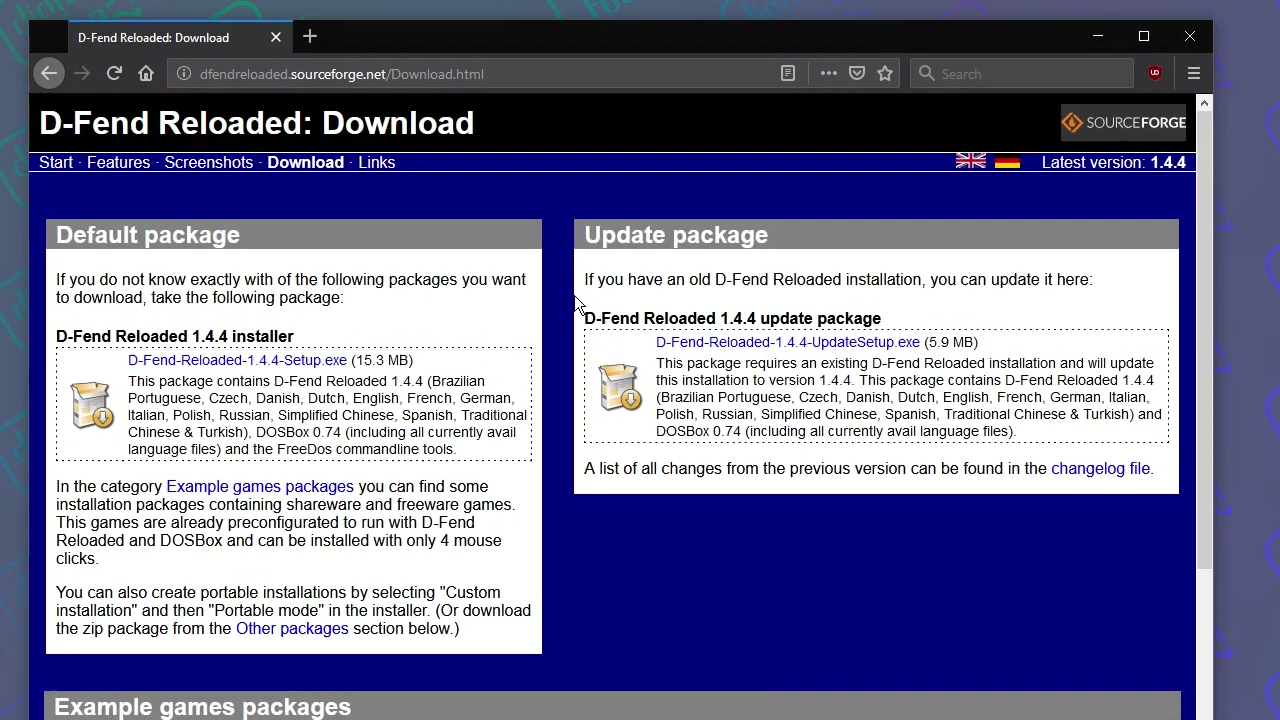 D-Fend Reloaded: Download
dfendreloaded.sourceforge.net/Download.html
Search
D-Fend Reloaded: Download
SOURCEFORGE
Start · Features · Screenshots · Download · Links
Latest version: 1.4.4
Default package
If you do not know exactly with of the following packages you want
to download, take the following package:
D-Fend Reloaded 1.4.4 installer
D-Fend-Reloaded-1.4.4-Setup.exe (15.3 MB)
This package contains D-Fend Reloaded 1.4.4 (Brazilian
Portuguese, Czech, Danish, Dutch, English, French, German,
Italian, Polish, Russian, Simplified Chinese, Spanish, Traditional
Chinese & Turkish), DOSBox 0.74 (including all currently avail
language files) and the FreeDos commandline tools.
In the category Example games packages you can find some
installation packages containing shareware and freeware games.
This games are already preconfigurated to run with D-Fend
Reloaded and DOSBox and can be installed with only 4 mouse
clicks.
You can also create portable installations by selecting "Custom
installation" and then "Portable mode" in the installer. (Or download
the zip package from the Other packages section below.)
Update package
If you have an old D-Fend Reloaded installation, you can update it here:
D-Fend Reloaded 1.4.4 update package
D-Fend-Reloaded-1.4.4-UpdateSetup.exe (5.9 MB)
This package requires an existing D-Fend Reloaded installation and will update
this installation to version 1.4.4. This package contains D-Fend Reloaded 1.4.4
(Brazilian Portuguese, Czech, Danish, Dutch, English, French, German, Italian,
Polish, Russian, Simplified Chinese, Spanish, Traditional Chinese & Turkish) and
DOSBox 0.74 (including all currently avail language files).
A list of all changes from the previous version can be found in the changelog file.
Example games packages